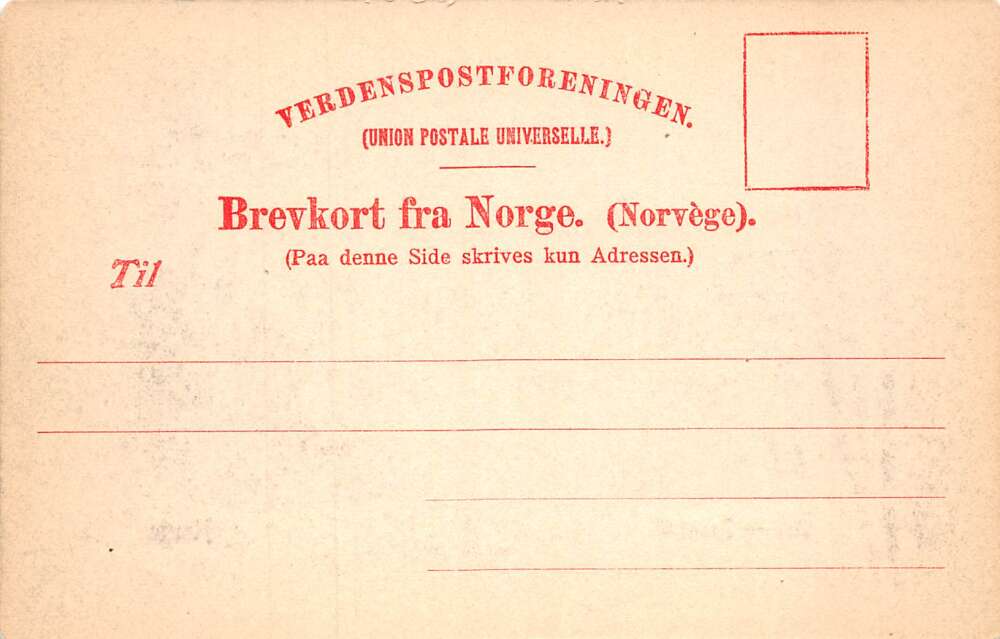 VERDENSPOSTFORENINGEN.
(UNION POSTALE UNIVERSELLE.)
Brevkort fra Norge. (Norvège).
(Paa denne Side skrives kun Adressen.)
Til